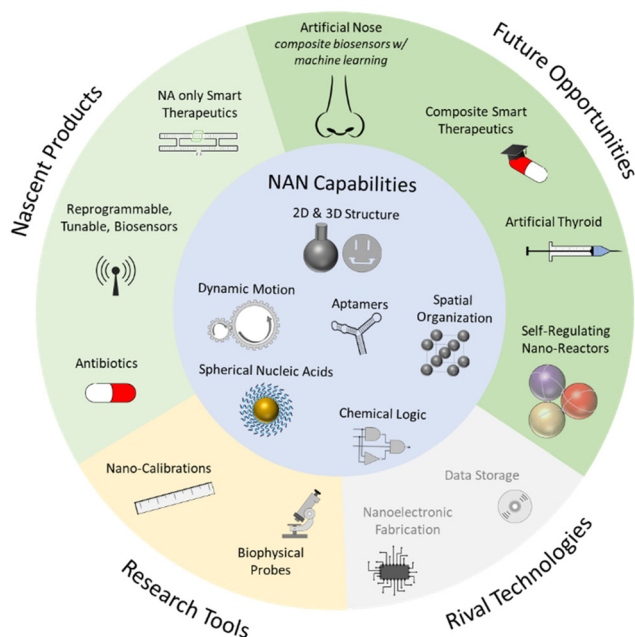 Artificial Nose
composite biosensors w/
machine learning
Future Opportunities
Composite Smart
Therapeutics
Artificial Thyroid
Self-Regulating
Nano-Reactors
Nascent Products
NA only Smart
Therapeutics
Reprogrammable,
Tunable, Biosensors
Antibiotics
NAN Capabilities
2D & 3D Structure
Dynamic Motion
Aptamers
Spatial
Organization
Spherical Nucleic Acids
Chemical Logic
Nano-Calibrations
Biophysical
Probes
Research Tools
Data Storage
Nanoelectronic
Fabrication
Rival Technologies